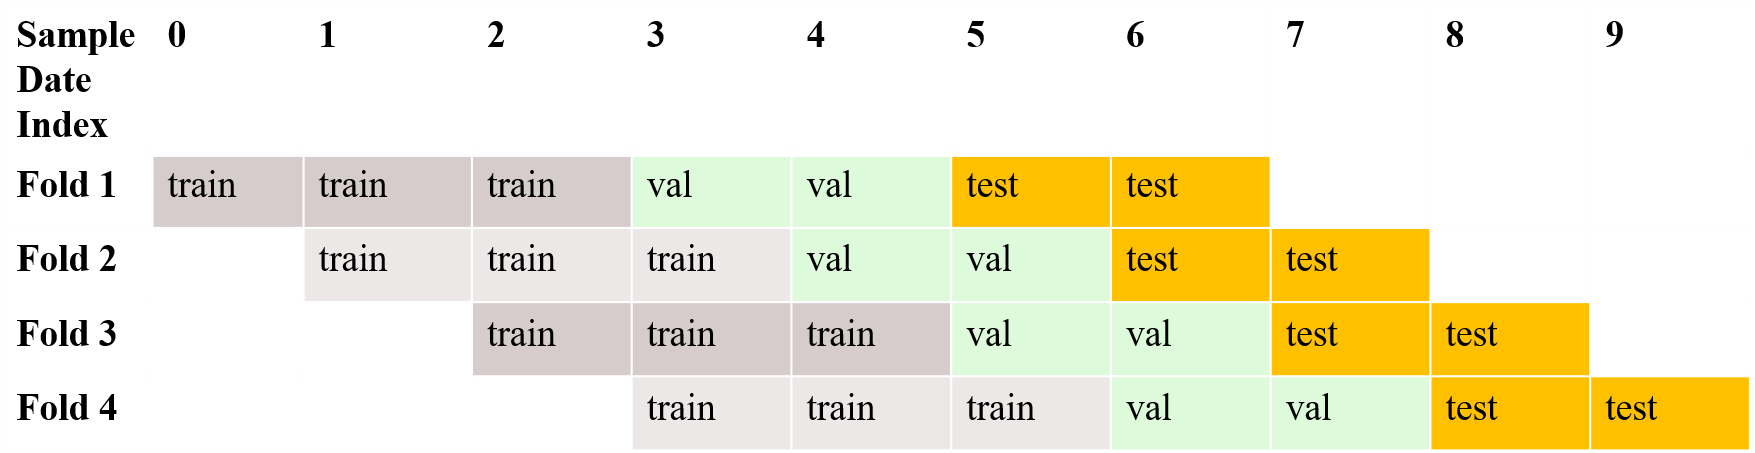 Sample 0 1 2 3 4 5 6 7 8 9
Date
Index
Fold 1 train train train val val test test
Fold 2 train train train val val test test
Fold 3 train train train val val test test
Fold 4 train train train val val test test